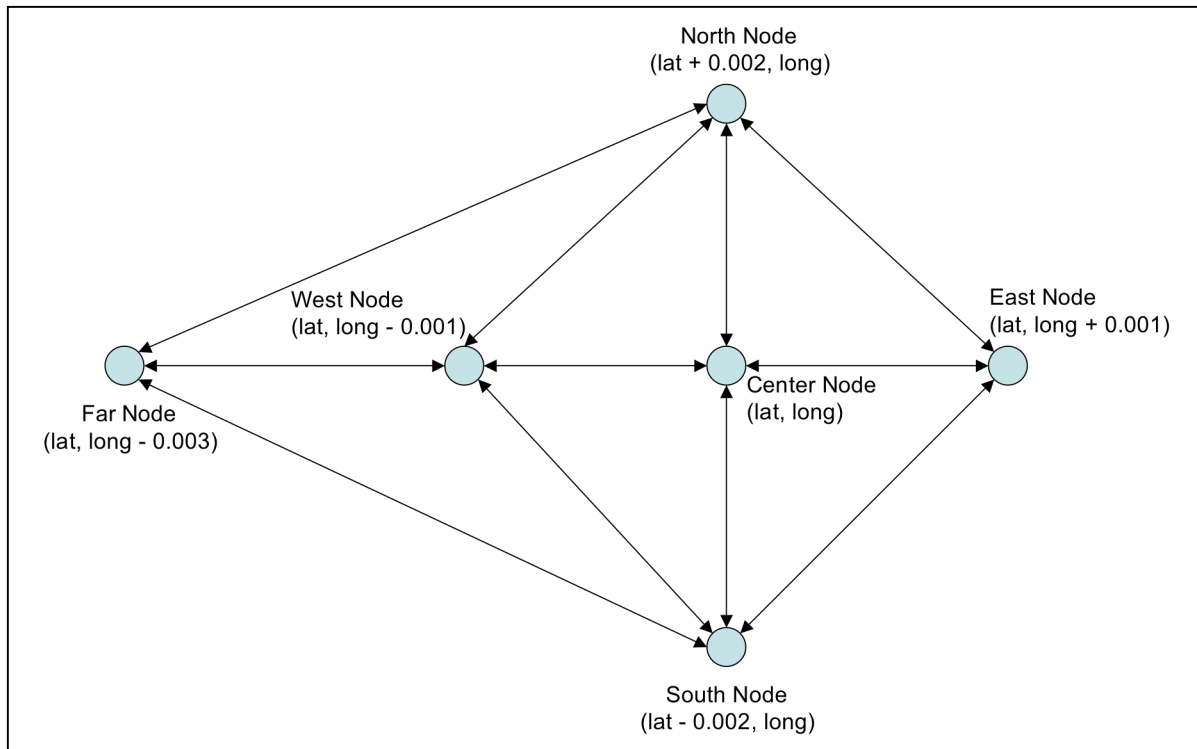 North Node
(lat + 0.002, long)
West Node
(lat, long - 0.001)
East Node
(lat, long + 0.001)
Center Node
(lat, long)
Far Node
(lat, long - 0.003)
South Node
(lat - 0.002, long)